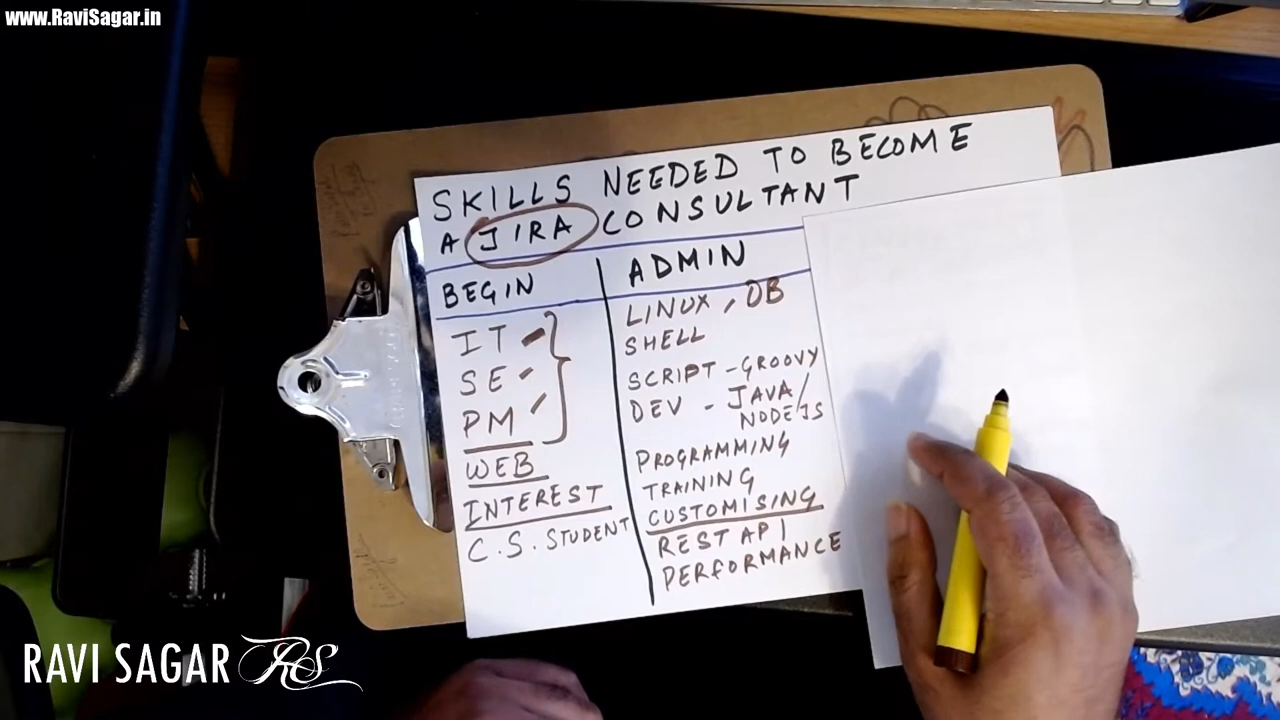 www.RaviSagar.in
SKILLS NEEDED TO BECOME
A JIRA CONSULTANT
BEGIN
IT
SE
PM
WEB
INTEREST
C.S. STUDENT
ADMIN
LINUX, DB
SHELL
SCRIPT - GROOVY
DEV - JAVA/
NODEJS
PROGRAMMING
TRAINING
CUSTOMISING
REST API
PERFORMANCE
RAVI SAGAR RS